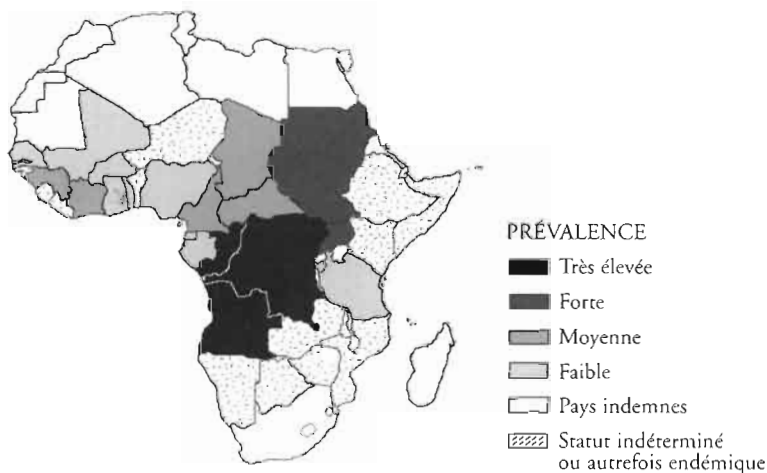 PRÉVALENCE
Très élevée
Forte
Moyenne
Faible
Pays indemnes
Statut indéterminé
ou autrefois endémique